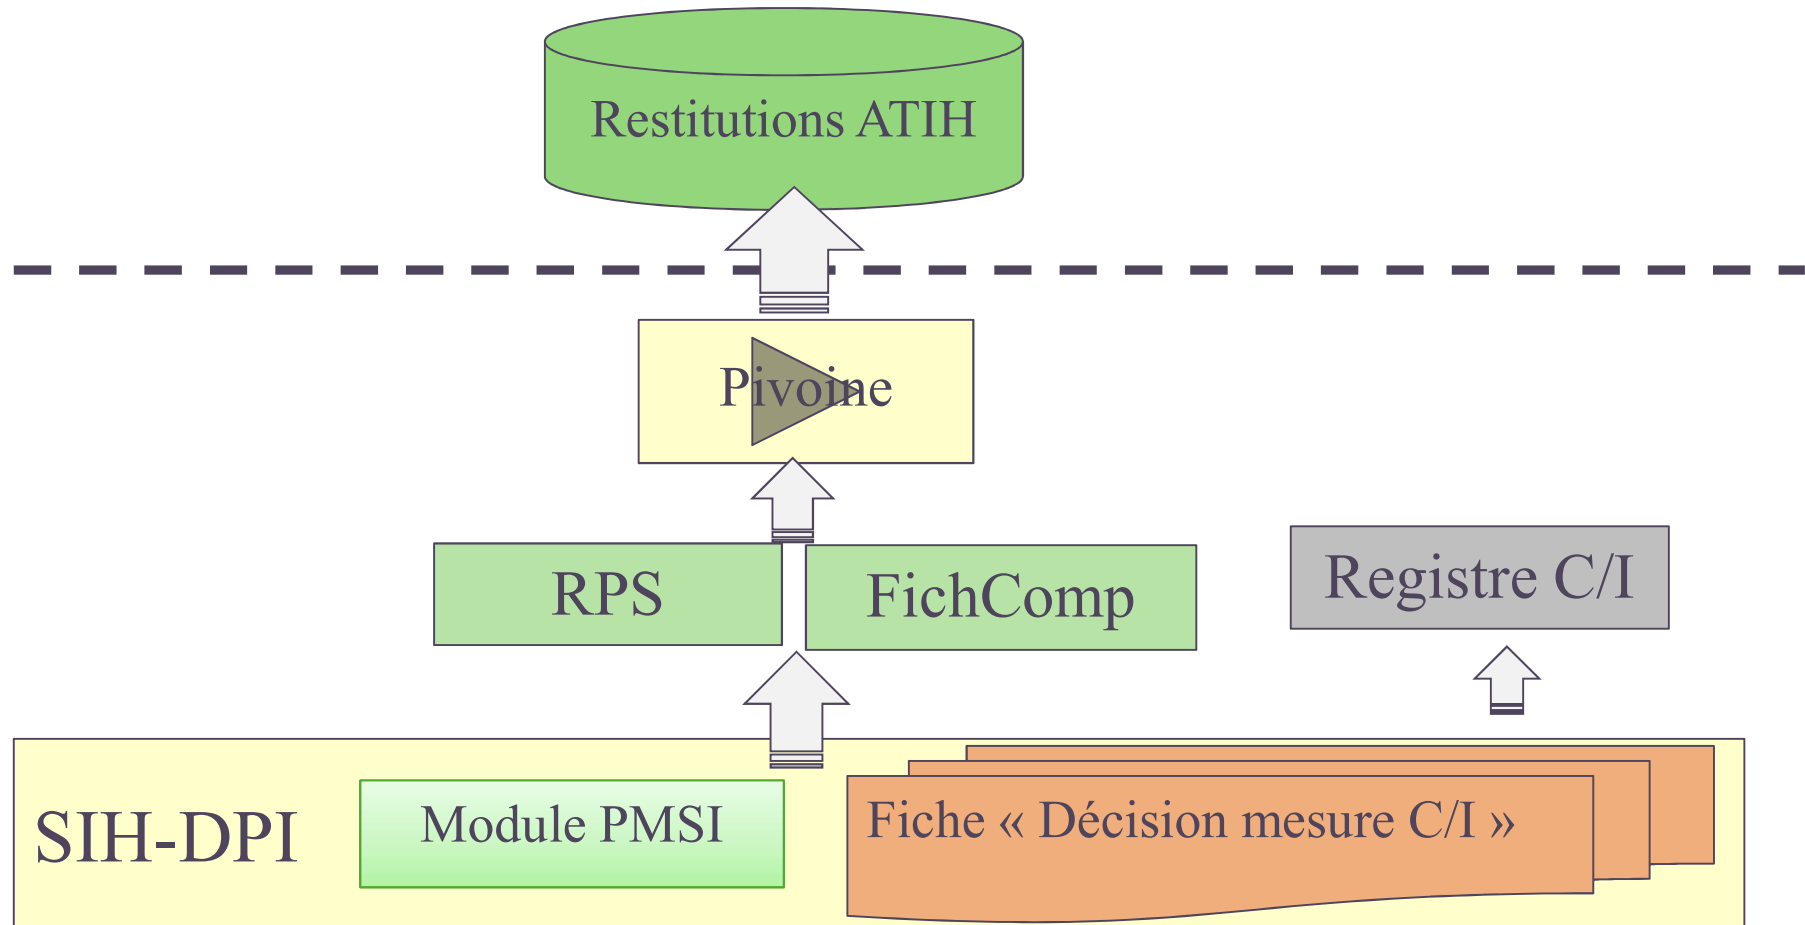 Restitutions ATIH
Pivoine
RPS
FichComp
Registre C/I
SIH-DPI
Module PMSI
Fiche « Décision mesure C/I »